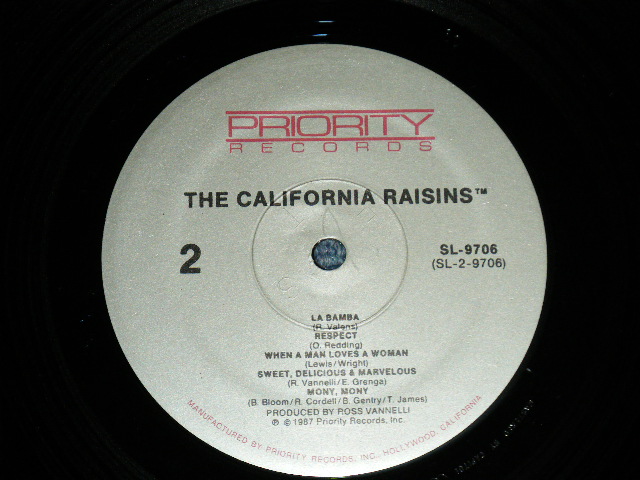 PRIORITY
RECORDS
THE CALIFORNIA RAISINS™
2
SL-9706
(SL-2-9706)
LA BAMBA
(R. Valens)
RESPECT
(O. Redding)
WHEN A MAN LOVES A WOMAN
(Lewis/Wright)
SWEET, DELICIOUS & MARVELOUS
(R. Vannelli/E. Grenga)
MONY, MONY
(B. Bloom/R. Cordell/B. Gentry/T. James)
PRODUCED BY ROSS VANNELLI
℗ © 1987 Priority Records, Inc.
MANUFACTURED BY PRIORITY RECORDS, INC., HOLLYWOOD, CALIFORNIA